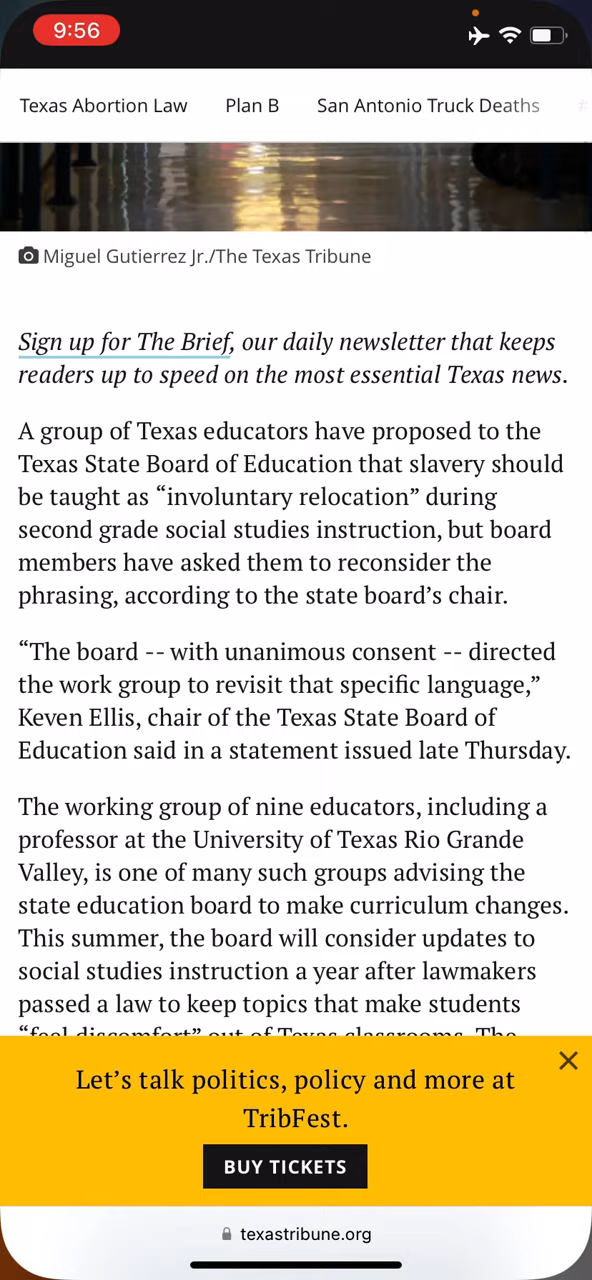 9:56
Texas Abortion Law Plan B San Antonio Truck Deaths #
Miguel Gutierrez Jr./The Texas Tribune
Sign up for The Brief, our daily newsletter that keeps
readers up to speed on the most essential Texas news.
A group of Texas educators have proposed to the
Texas State Board of Education that slavery should
be taught as “involuntary relocation” during
second grade social studies instruction, but board
members have asked them to reconsider the
phrasing, according to the state board’s chair.
“The board -- with unanimous consent -- directed
the work group to revisit that specific language,”
Keven Ellis, chair of the Texas State Board of
Education said in a statement issued late Thursday.
The working group of nine educators, including a
professor at the University of Texas Rio Grande
Valley, is one of many such groups advising the
state education board to make curriculum changes.
This summer, the board will consider updates to
social studies instruction a year after lawmakers
passed a law to keep topics that make students
“feel discomfort” out of Texas classrooms. The
Let’s talk politics, policy and more at
TribFest.
BUY TICKETS
texastribune.org